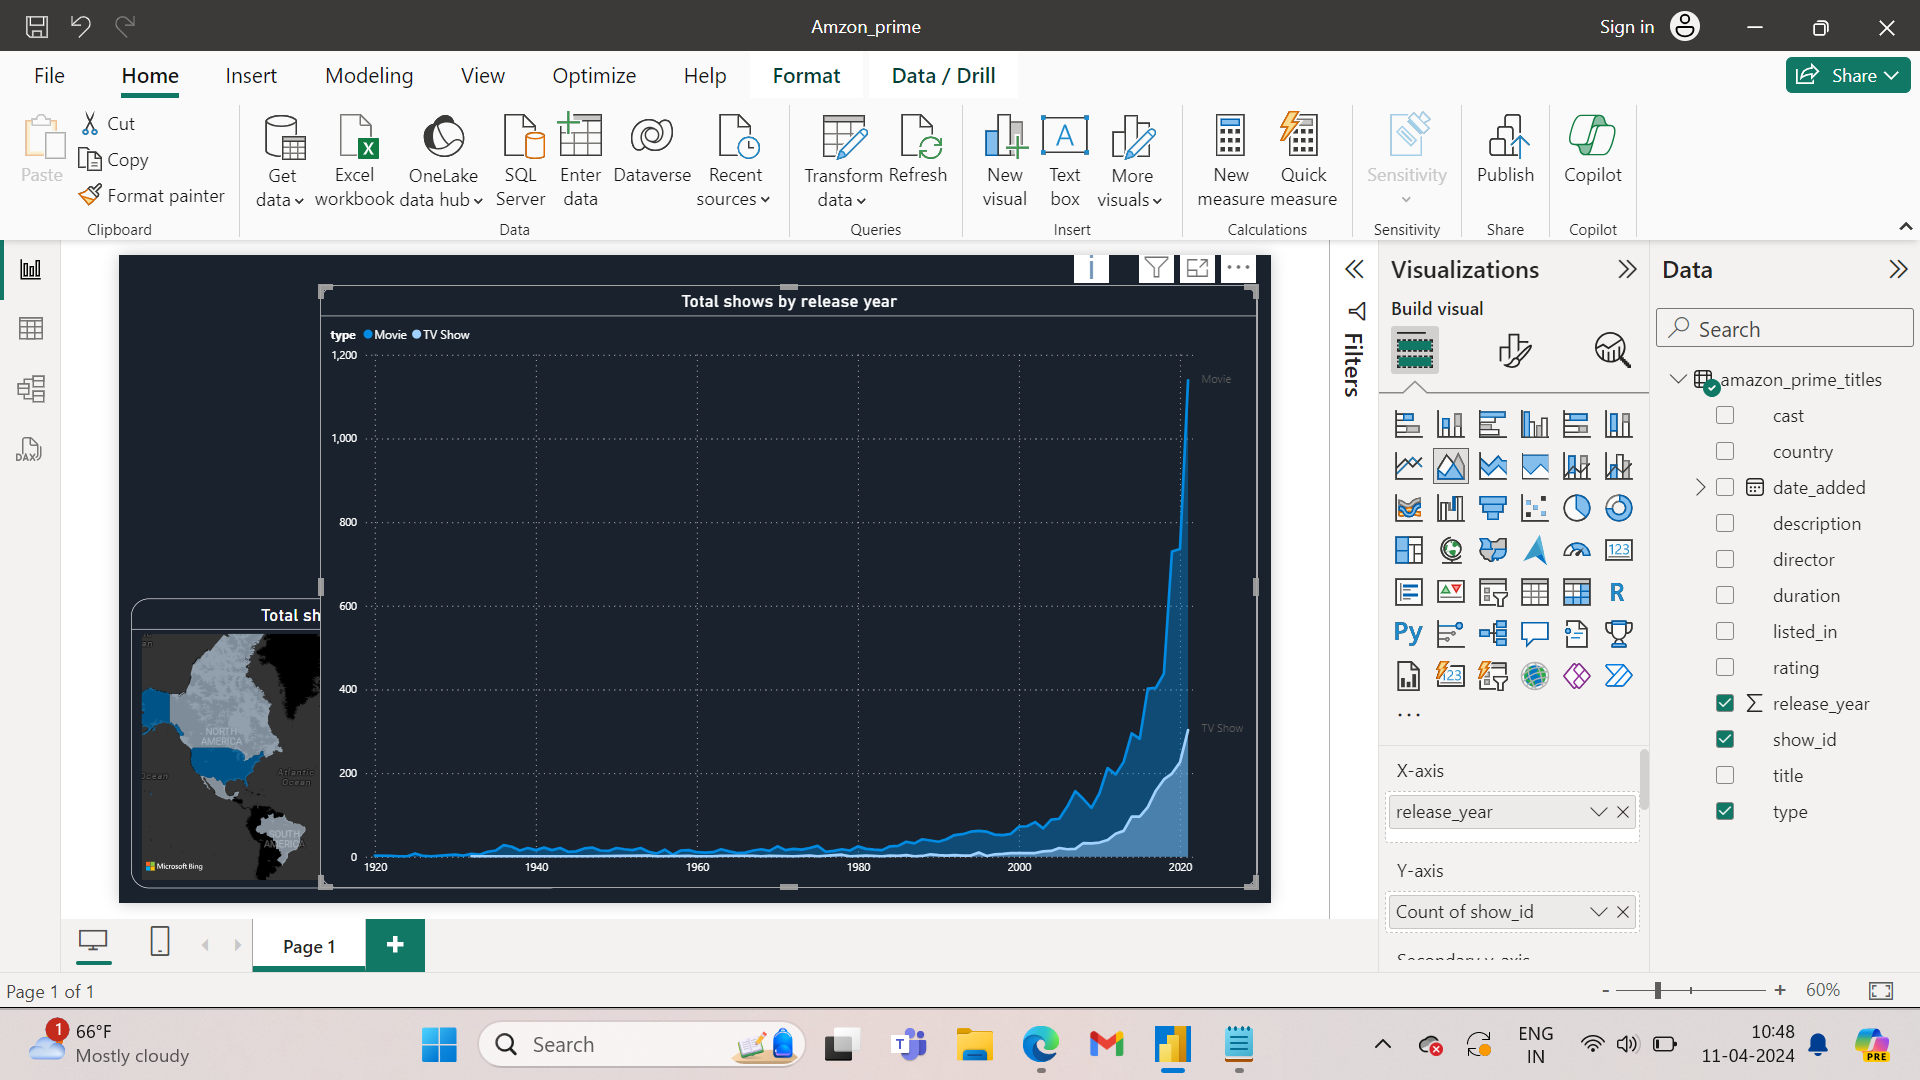 Amzon_prime
Sign in
File Home Insert Modeling View Optimize Help Format Data / Drill
Share
Paste
Cut
Copy
Format painter
Clipboard
Get data
Excel workbook
OneLake data hub
SQL Server
Enter data
Dataverse
Recent sources
Data
Transform data
Refresh
Queries
New visual
Text box
More visuals
Insert
New measure
Quick measure
Calculations
Sensitivity
Sensitivity
Publish
Share
Copilot
Copilot
DAX
Total sh
NORTH
AMERICA
Atlantic
Ocean
SOUTH
Microsoft Bing
Total shows by release year
type Movie TV Show
1,200
1,000
800
600
400
200
0
1920 1940 1960 1980 2000 2020
Movie
TV Show
Filters
Visualizations
Build visual
123
R
Py
123
X-axis
release_year
Y-axis
Count of show_id
Secondary y-axis
Data
Search
amazon_prime_titles
cast
country
date_added
description
director
duration
listed_in
rating
release_year
show_id
title
type
Page 1
Page 1 of 1
- + 60%
1
66°F
Mostly cloudy
Search
ENG
IN
10:48
11-04-2024
PRE